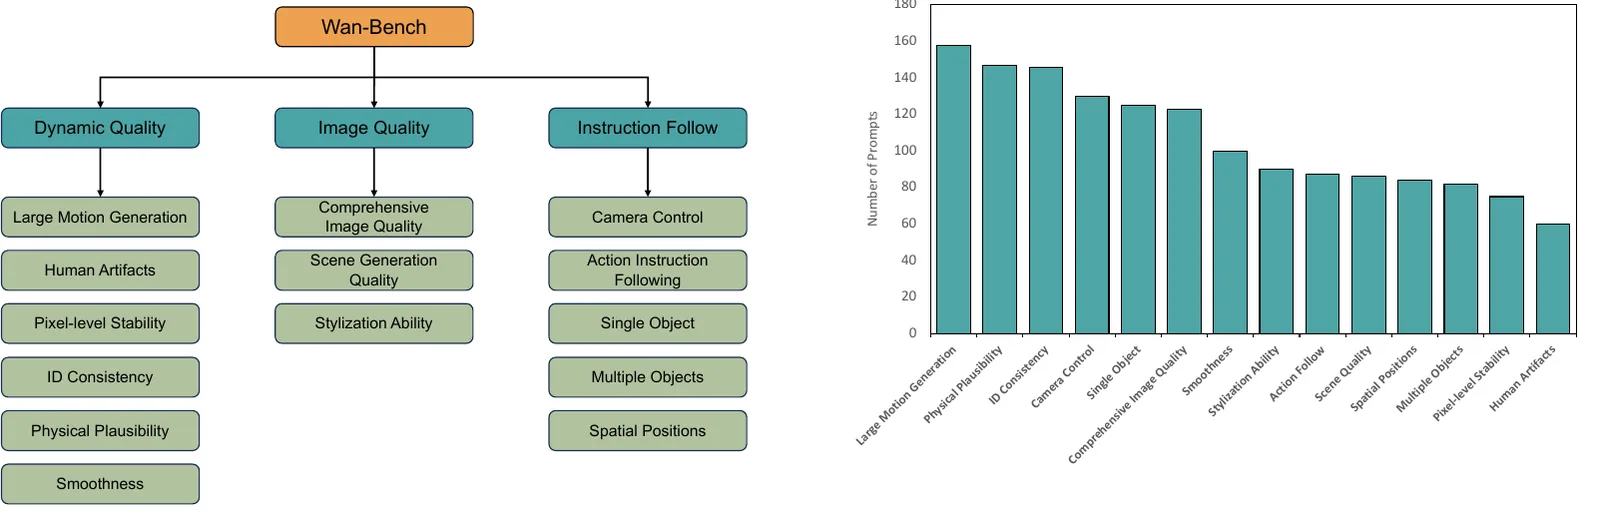 Wan-Bench
Dynamic Quality
Image Quality
Instruction Follow
Large Motion Generation
Human Artifacts
Pixel-level Stability
ID Consistency
Physical Plausibility
Smoothness
Comprehensive
Image Quality
Scene Generation
Quality
Stylization Ability
Camera Control
Action Instruction
Following
Single Object
Multiple Objects
Spatial Positions
Number of Prompts
180
160
140
120
100
80
60
40
20
0
Large Motion Generation
Physical Plausibility
ID Consistency
Camera Control
Single Object
Comprehensive Image Quality
Smoothness
Stylization Ability
Action Follow
Scene Quality
Spatial Positions
Multiple Objects
Pixel-level Stability
Human Artifacts